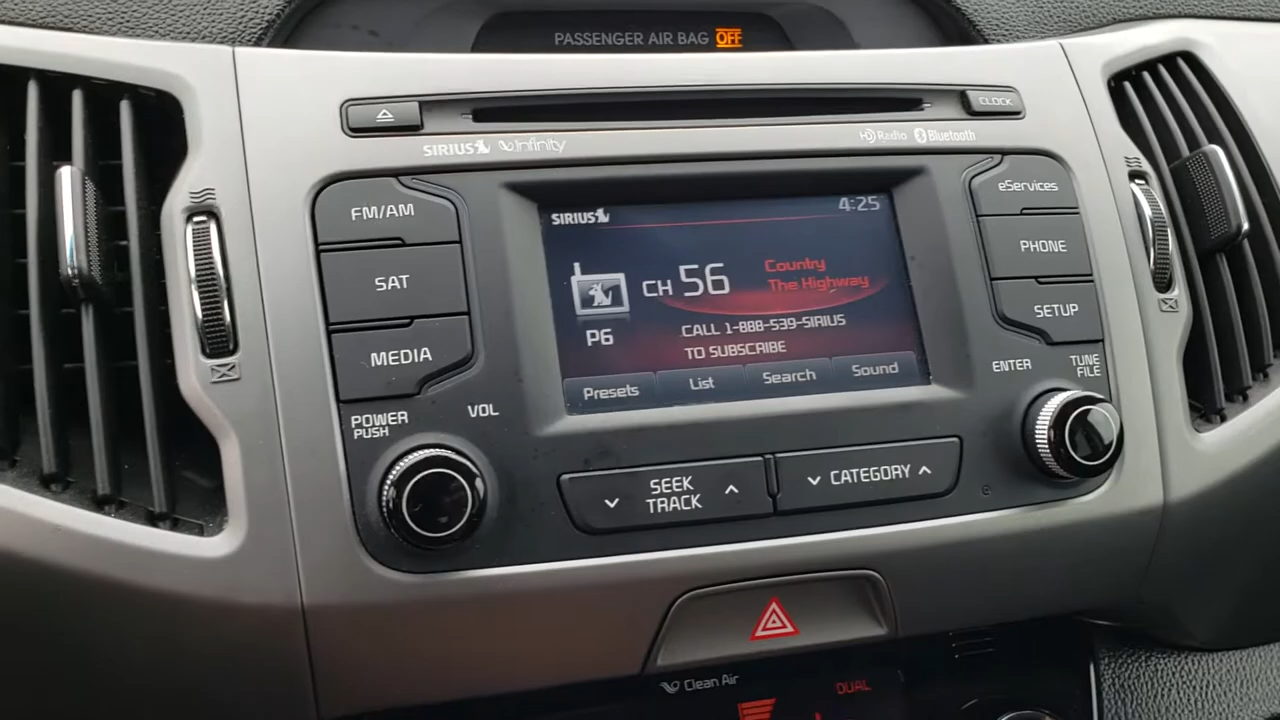 PASSENGER AIR BAG OFF
CLOCK
SIRIUS Infinity
HD Radio Bluetooth
FM/AM
SAT
MEDIA
POWER
PUSH
VOL
SIRIUS 4:25
CH 56
Country
The Highway
P6
CALL 1-888-539-SIRIUS
TO SUBSCRIBE
Presets List Search Sound
eServices
PHONE
SETUP
ENTER
TUNE
FILE
SEEK
TRACK
CATEGORY
Clean Air
DUAL